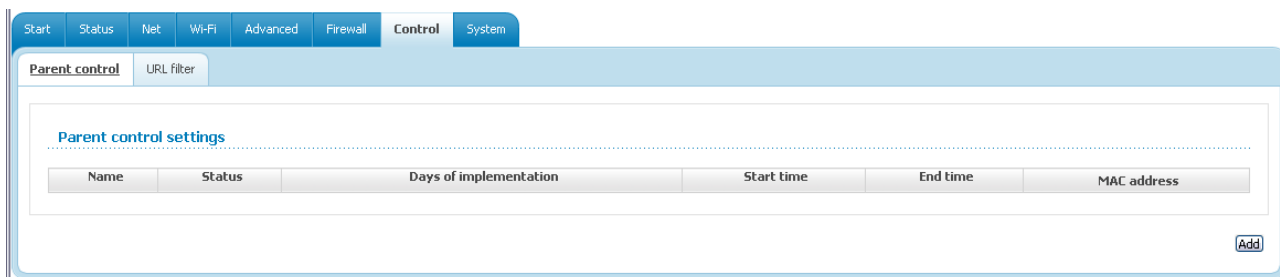 Start Status Net Wi-Fi Advanced Firewall Control System
Parent control URL filter
Parent control settings
Name Status Days of implementation Start time End time MAC address
Add